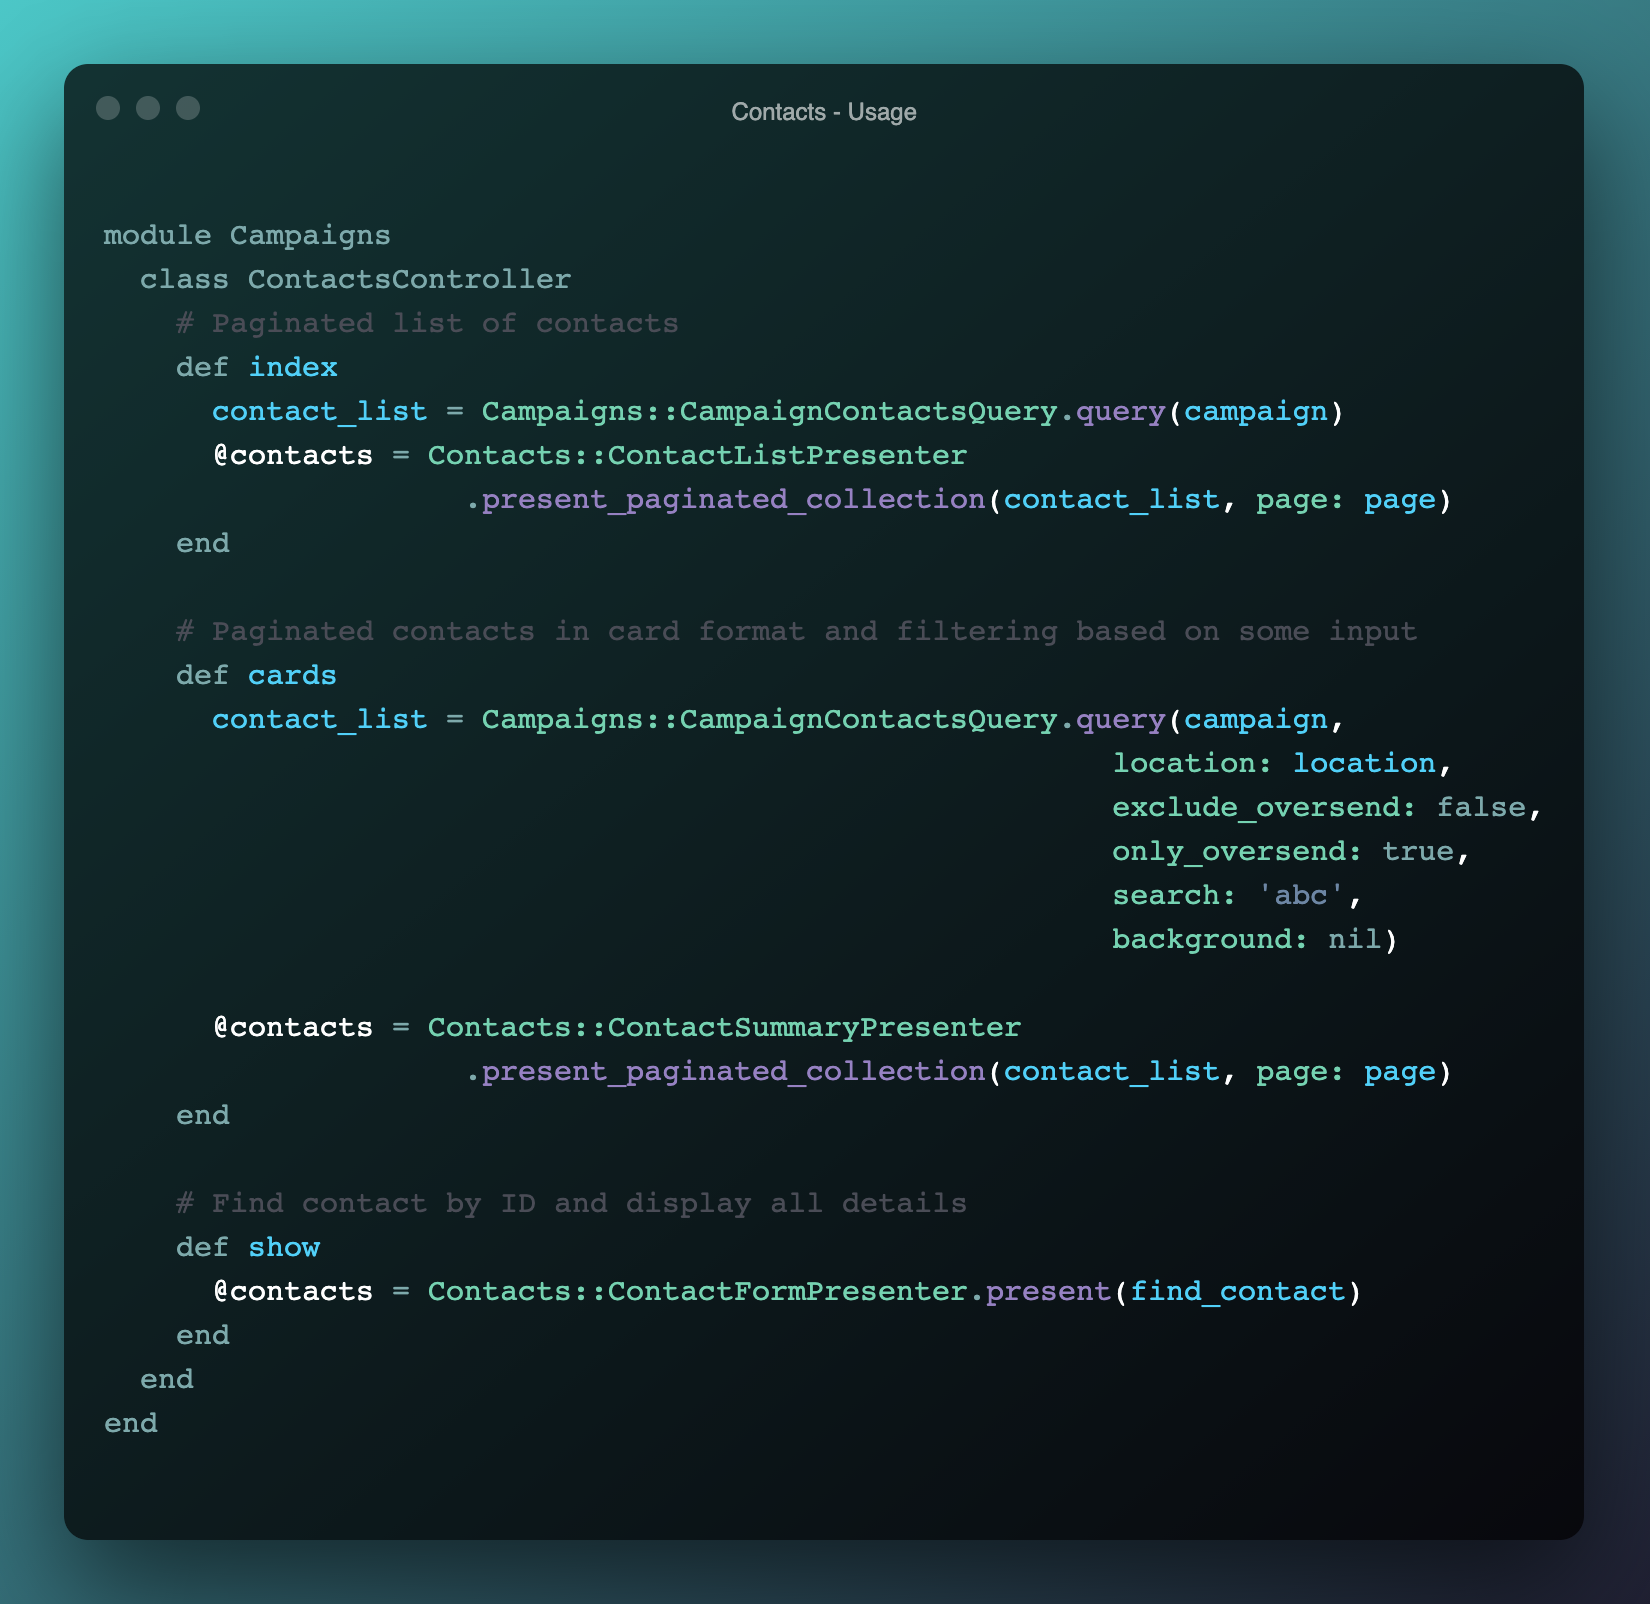 Contacts - Usage
module Campaigns
  class ContactsController
    # Paginated list of contacts
    def index
      contact_list = Campaigns::CampaignContactsQuery.query(campaign)
      @contacts = Contacts::ContactListPresenter
                    .present_paginated_collection(contact_list, page: page)
    end

    # Paginated contacts in card format and filtering based on some input
    def cards
      contact_list = Campaigns::CampaignContactsQuery.query(campaign,
                                                        location: location,
                                                        exclude_oversend: false,
                                                        only_oversend: true,
                                                        search: 'abc',
                                                        background: nil)

      @contacts = Contacts::ContactSummaryPresenter
                    .present_paginated_collection(contact_list, page: page)
    end

    # Find contact by ID and display all details
    def show
      @contacts = Contacts::ContactFormPresenter.present(find_contact)
    end
  end
end